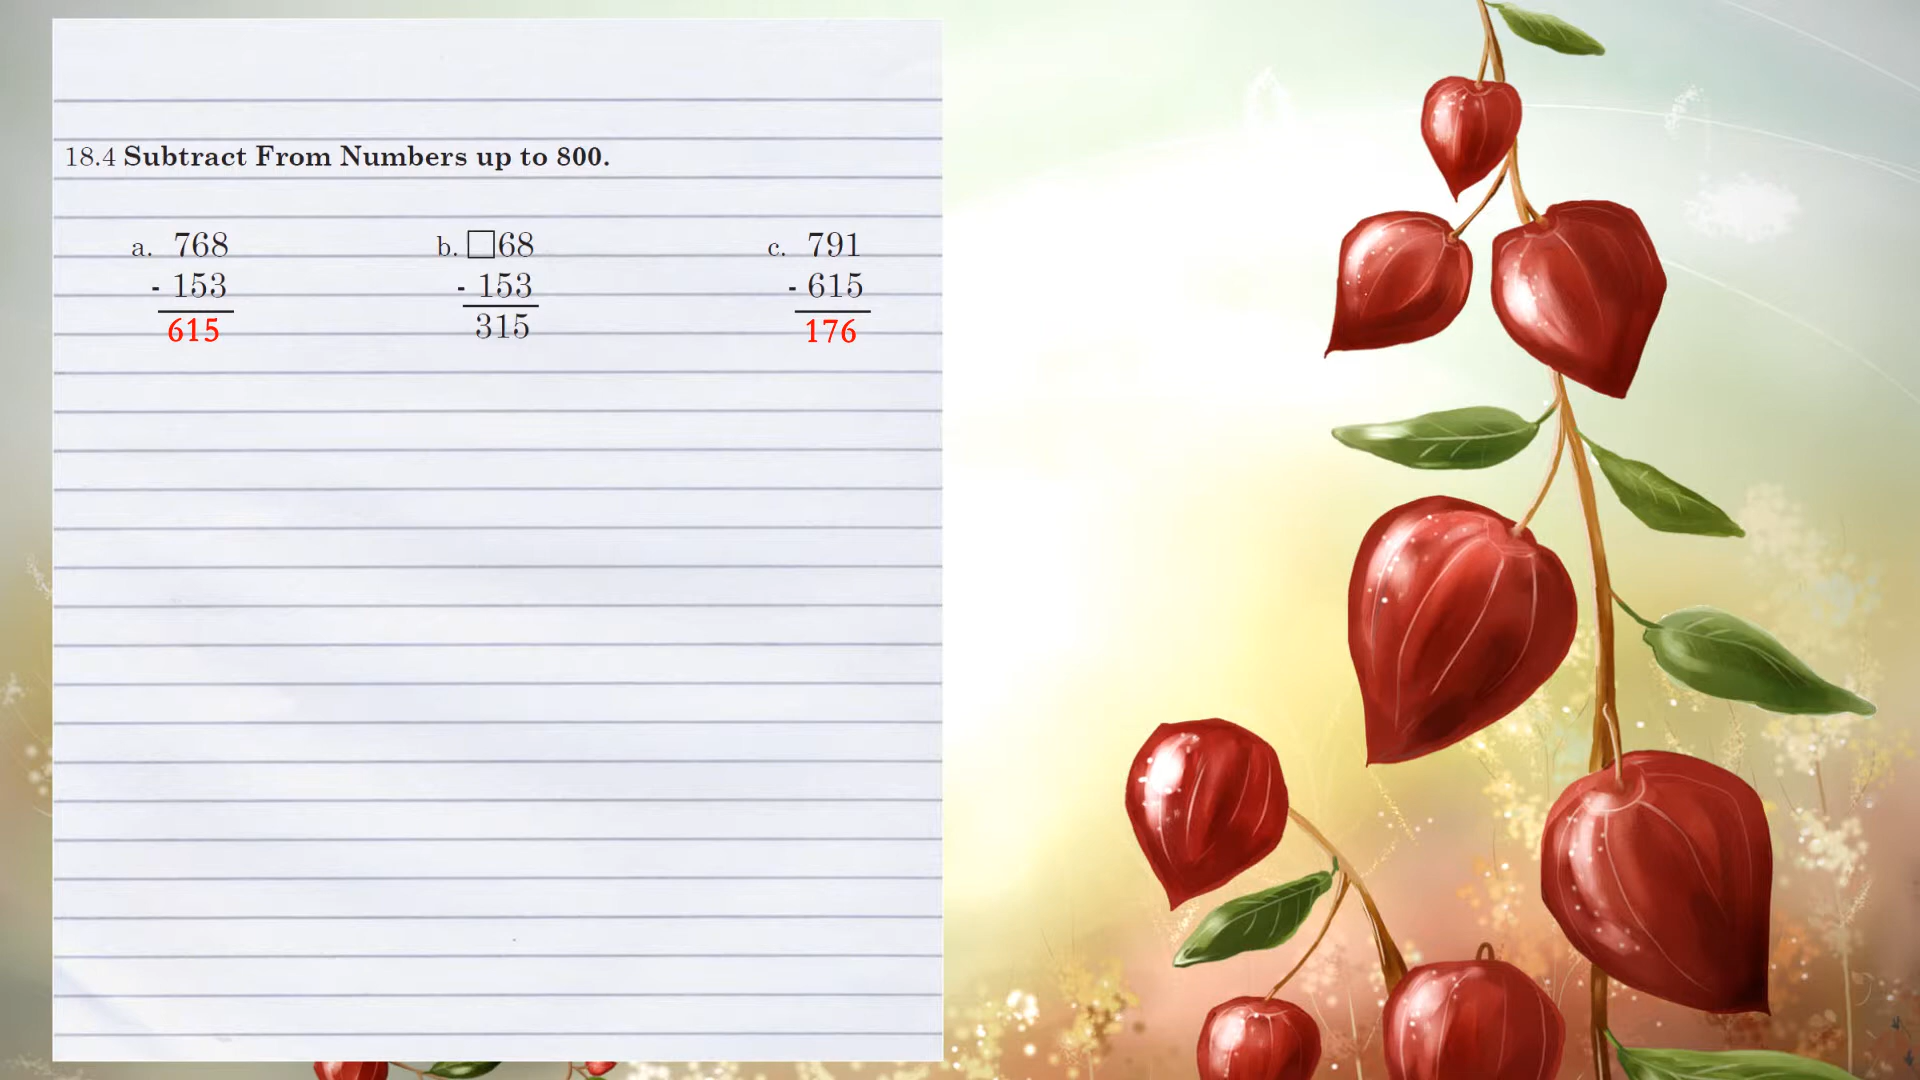 18.4 Subtract From Numbers up to 800.
a. 768 b. □68 c. 791
- 153 - 153 - 615
615 315 176